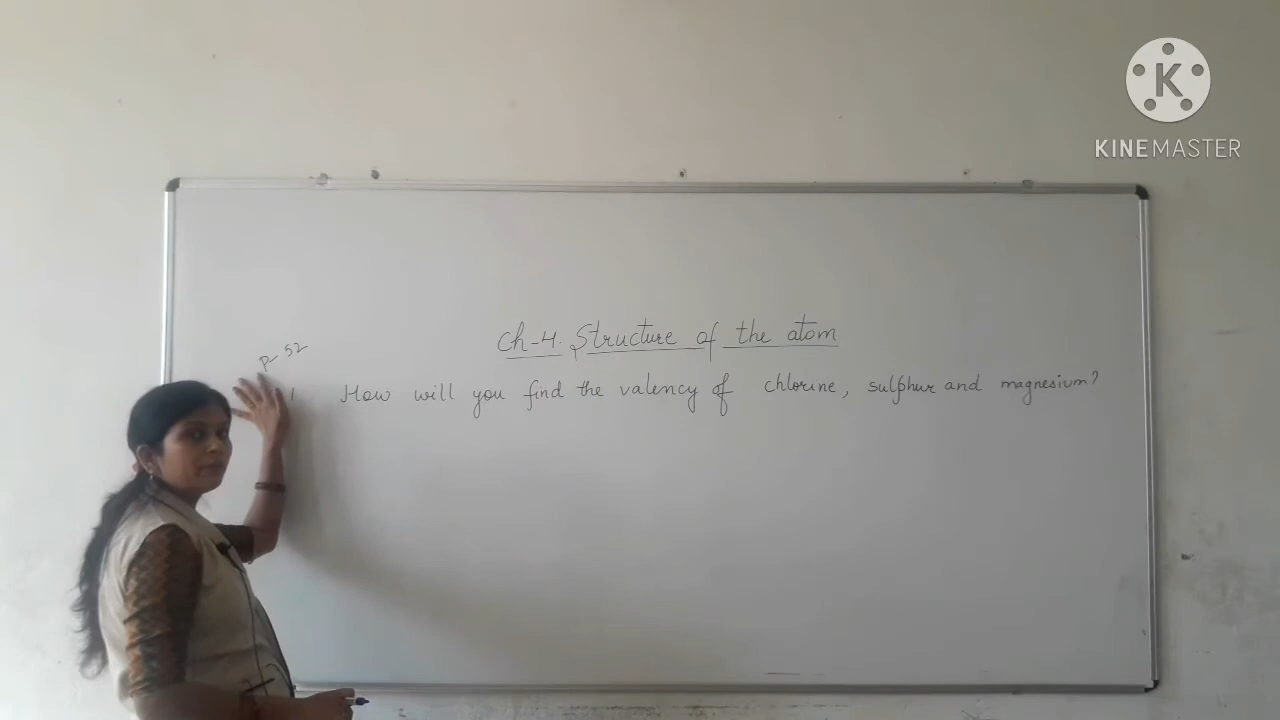 K
KINEMASTER
Ch-4. Structure of the atom
P-52
1 How will you find the valency of chlorine, sulphur and magnesium?